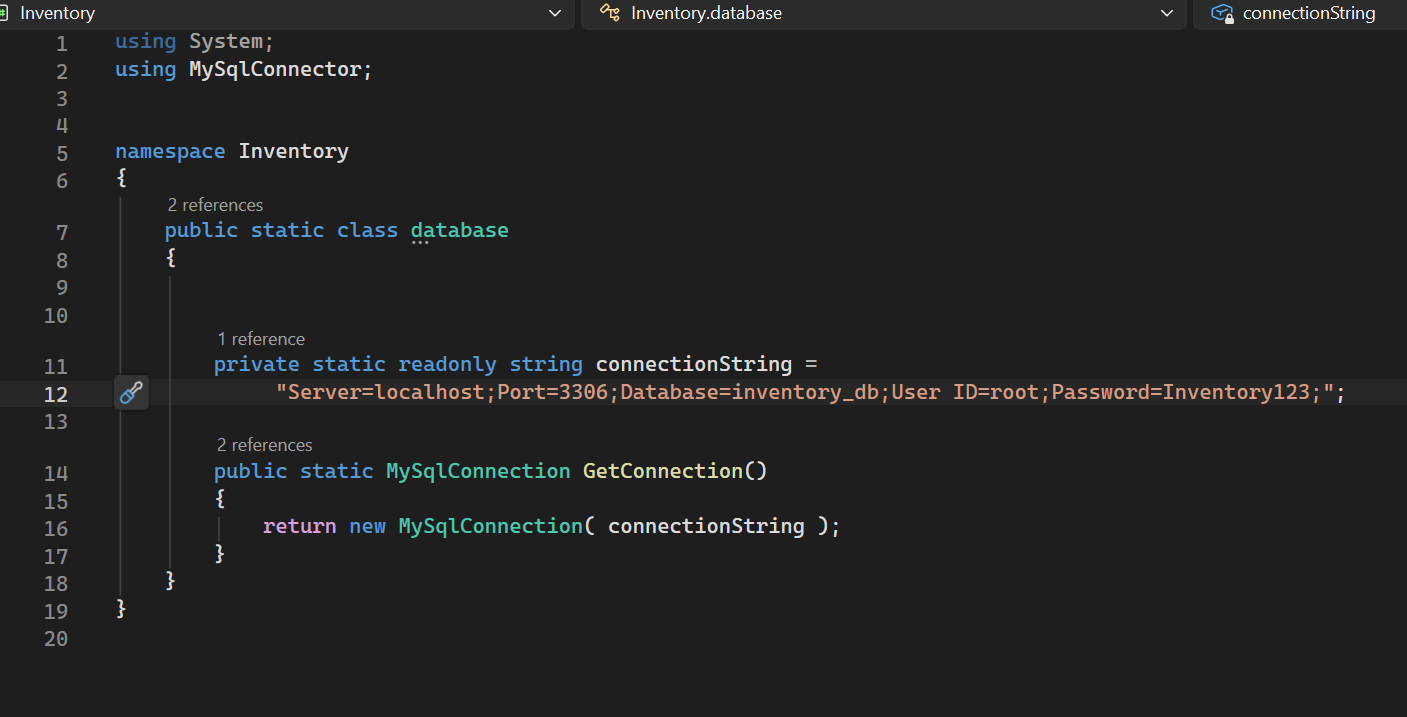 Inventory Inventory.database connectionString
1 using System;
2 using MySqlConnector;
3
4
5 namespace Inventory
6 {
2 references
7 public static class database
8 {
9
10
1 reference
11 private static readonly string connectionString =
12 "Server=localhost;Port=3306;Database=inventory_db;User ID=root;Password=Inventory123;";
13
2 references
14 public static MySqlConnection GetConnection()
15 {
16 return new MySqlConnection( connectionString );
17 }
18 }
19 }
20